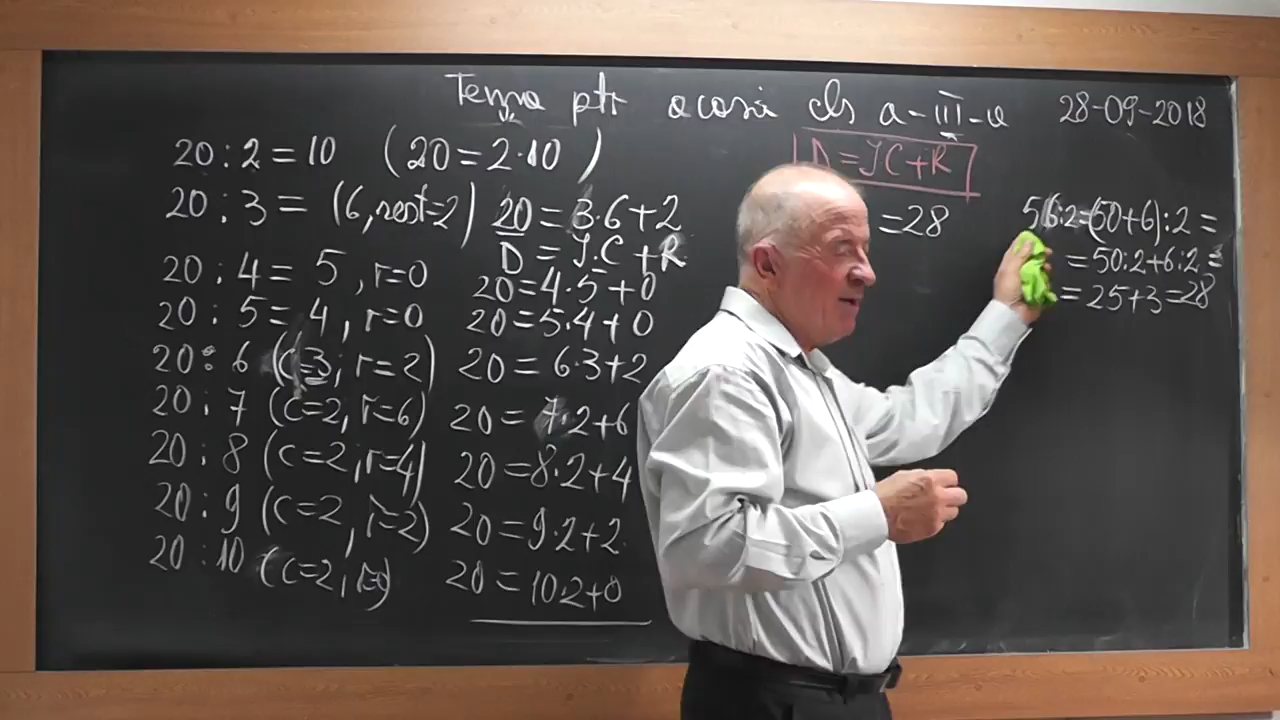 Tema ptr acasă cls a-III-a 28-09-2018
D=ÎC+R
20:2=10 (20=2·10)
20:3= (6, rest=2) 20=3·6+2
D=Î.C+R
20:4=5, r=0 20=4·5+0
20:5=4, r=0 20=5·4+0
20:6 (c=3; r=2) 20=6·3+2
20:7 (c=2, r=6) 20=7·2+6
20:8 (c=2, r=4) 20=8·2+4
20:9 (c=2, r=2) 20=9·2+2
20:10 (c=2, r=0) 20=10·2+0
=28
56:2=(50+6):2=
=50:2+6:2=
=25+3=28